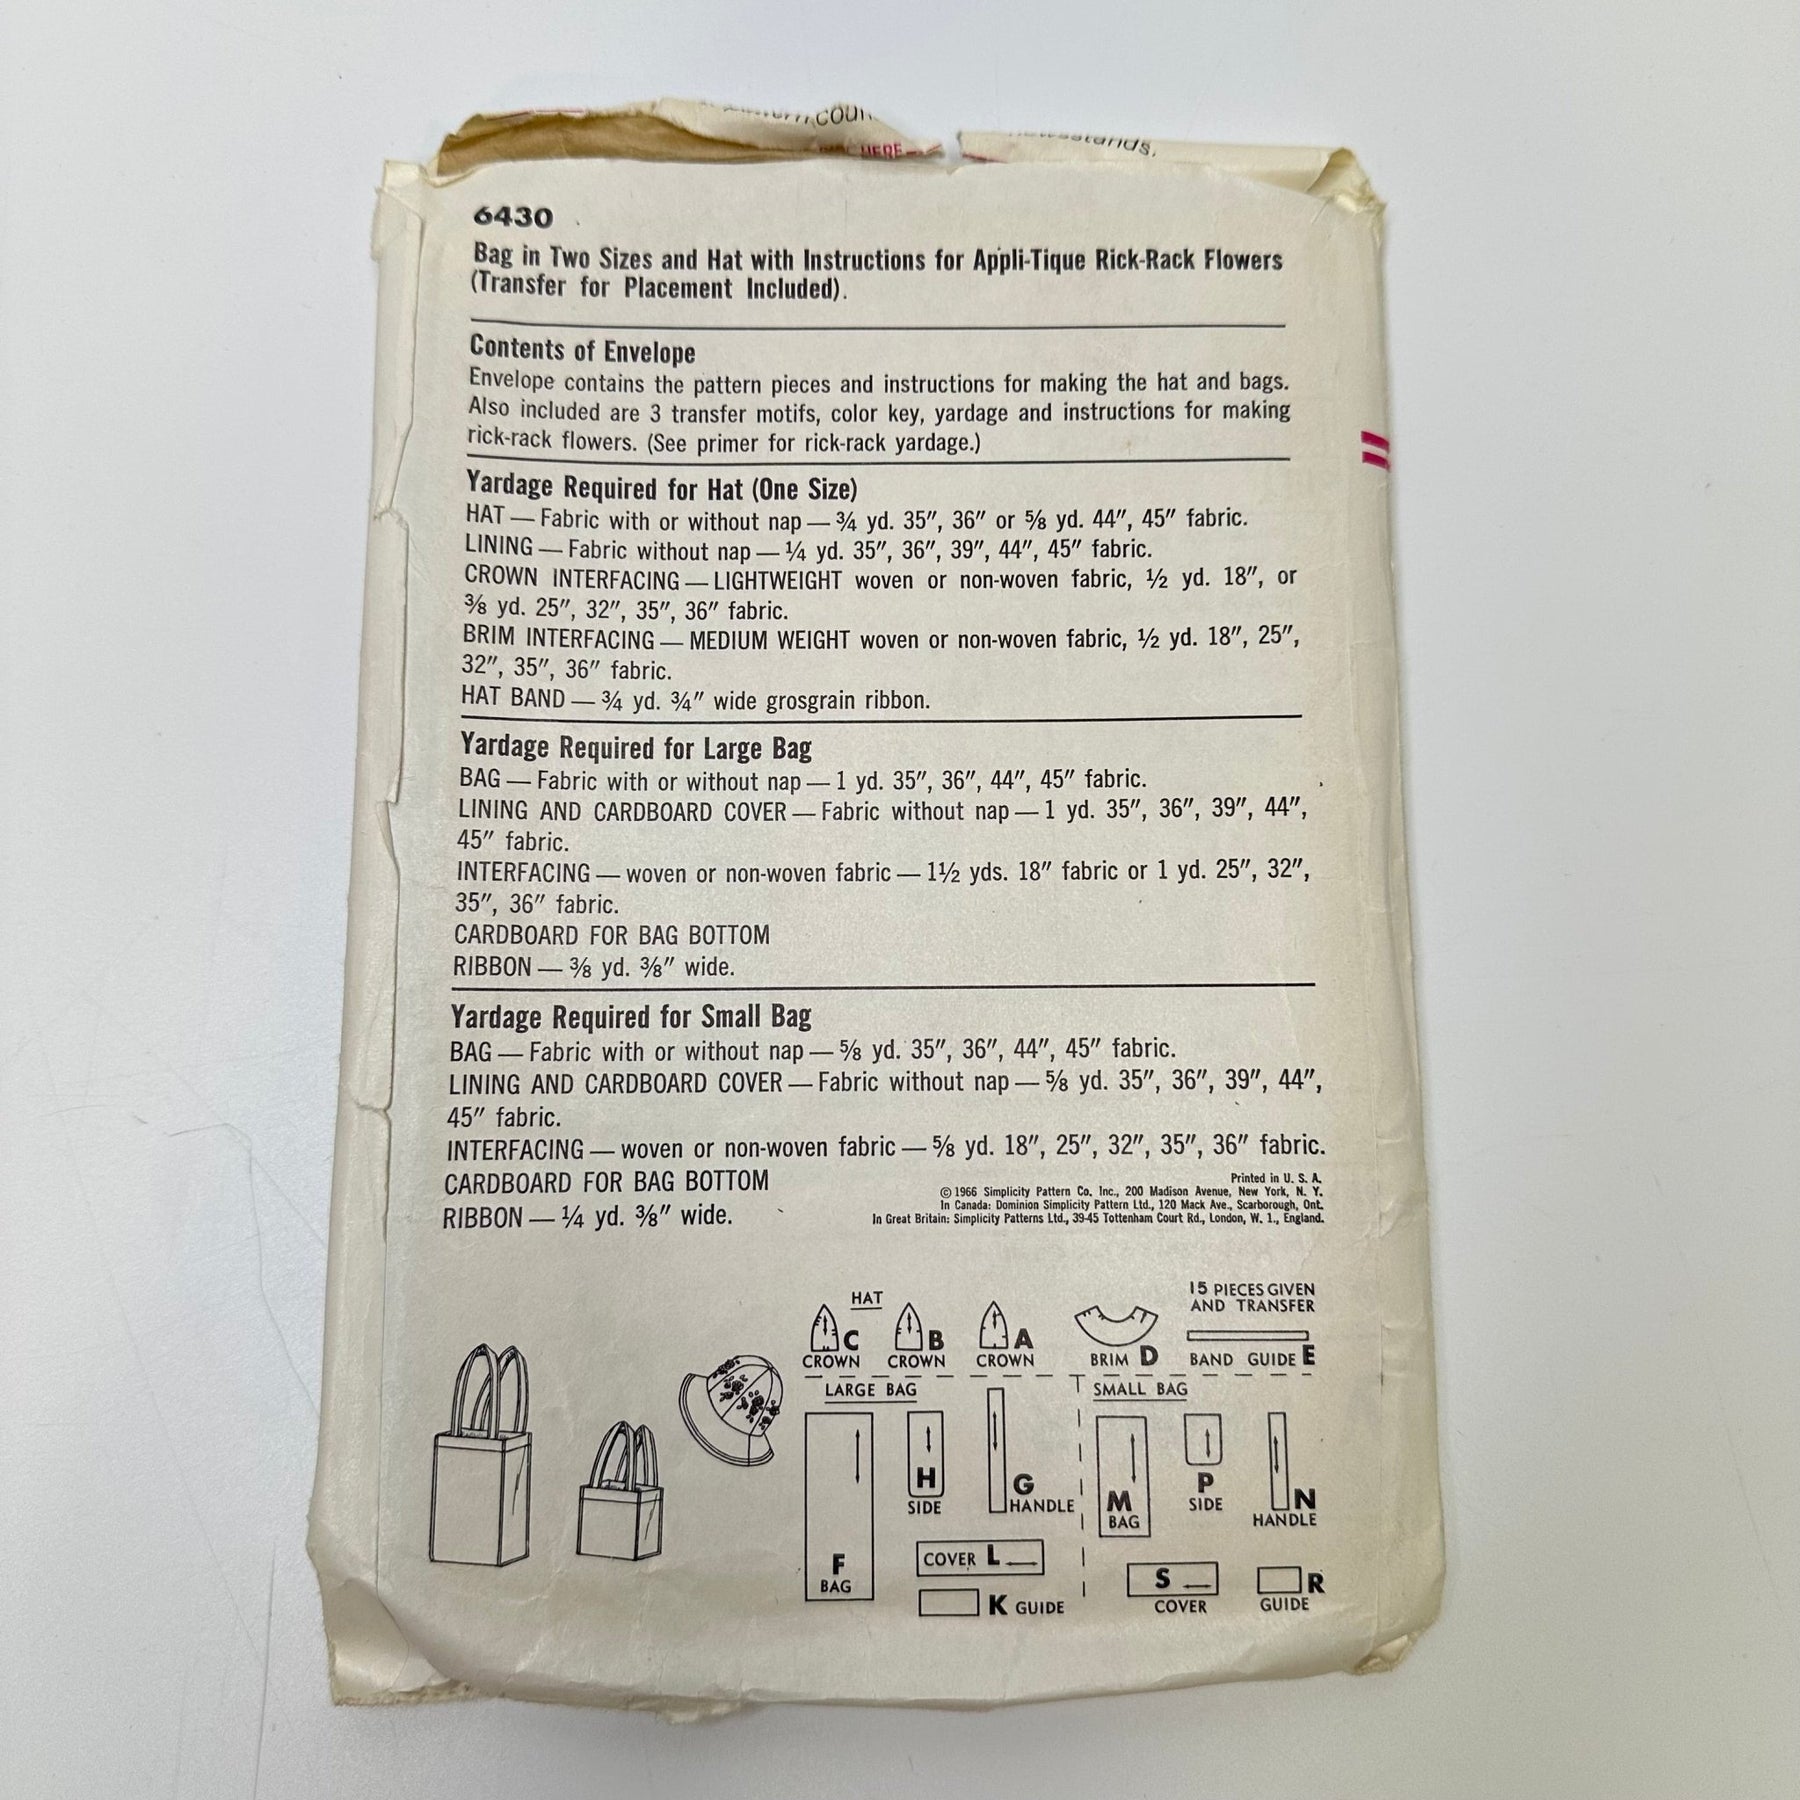 COUN
HERE
newsstands.
6430
Bag in Two Sizes and Hat with Instructions for Appli-Tique Rick-Rack Flowers
(Transfer for Placement Included).
Contents of Envelope
Envelope contains the pattern pieces and instructions for making the hat and bags.
Also included are 3 transfer motifs, color key, yardage and instructions for making
rick-rack flowers. (See primer for rick-rack yardage.)
Yardage Required for Hat (One Size)
HAT — Fabric with or without nap — ¾ yd. 35″, 36″ or ⅝ yd. 44″, 45″ fabric.
LINING — Fabric without nap — ¼ yd. 35″, 36″, 39″, 44″, 45″ fabric.
CROWN INTERFACING — LIGHTWEIGHT woven or non-woven fabric, ½ yd. 18″, or
⅜ yd. 25″, 32″, 35″, 36″ fabric.
BRIM INTERFACING — MEDIUM WEIGHT woven or non-woven fabric, ½ yd. 18″, 25″,
32″, 35″, 36″ fabric.
HAT BAND — ¾ yd. ¾″ wide grosgrain ribbon.
Yardage Required for Large Bag
BAG — Fabric with or without nap — 1 yd. 35″, 36″, 44″, 45″ fabric.
LINING AND CARDBOARD COVER — Fabric without nap — 1 yd. 35″, 36″, 39″, 44″,
45″ fabric.
INTERFACING — woven or non-woven fabric — 1½ yds. 18″ fabric or 1 yd. 25″, 32″,
35″, 36″ fabric.
CARDBOARD FOR BAG BOTTOM
RIBBON — ⅜ yd. ⅜″ wide.
Yardage Required for Small Bag
BAG — Fabric with or without nap — ⅝ yd. 35″, 36″, 44″, 45″ fabric.
LINING AND CARDBOARD COVER — Fabric without nap — ⅝ yd. 35″, 36″, 39″, 44″,
45″ fabric.
INTERFACING — woven or non-woven fabric — ⅝ yd. 18″, 25″, 32″, 35″, 36″ fabric.
CARDBOARD FOR BAG BOTTOM
RIBBON — ¼ yd. ⅜″ wide.
Printed in U. S. A.
© 1966 Simplicity Pattern Co. Inc., 200 Madison Avenue, New York, N. Y.
In Canada: Dominion Simplicity Pattern Ltd., 120 Mack Ave., Scarborough, Ont.
In Great Britain: Simplicity Patterns Ltd., 39-45 Tottenham Court Rd., London, W. 1., England.
15 PIECES GIVEN
AND TRANSFER
HAT
C
CROWN
B
CROWN
A
CROWN
BRIM D
BAND GUIDE E
LARGE BAG
F
BAG
H
SIDE
G
HANDLE
COVER L
K GUIDE
SMALL BAG
M
BAG
P
SIDE
N
HANDLE
S
COVER
R
GUIDE